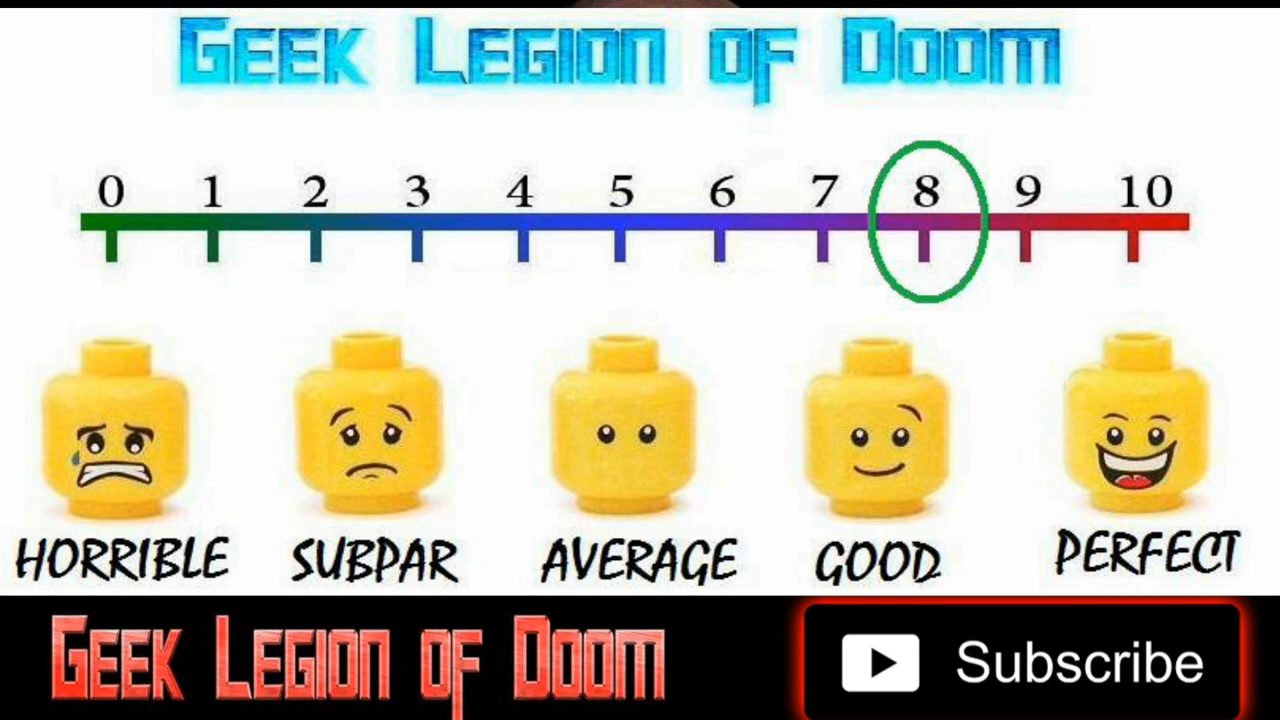 GEEK LEGION OF DOOM
0 1 2 3 4 5 6 7 8 9 10
HORRIBLE SUBPAR AVERAGE GOOD PERFECT
GEEK LEGION OF DOOM Subscribe